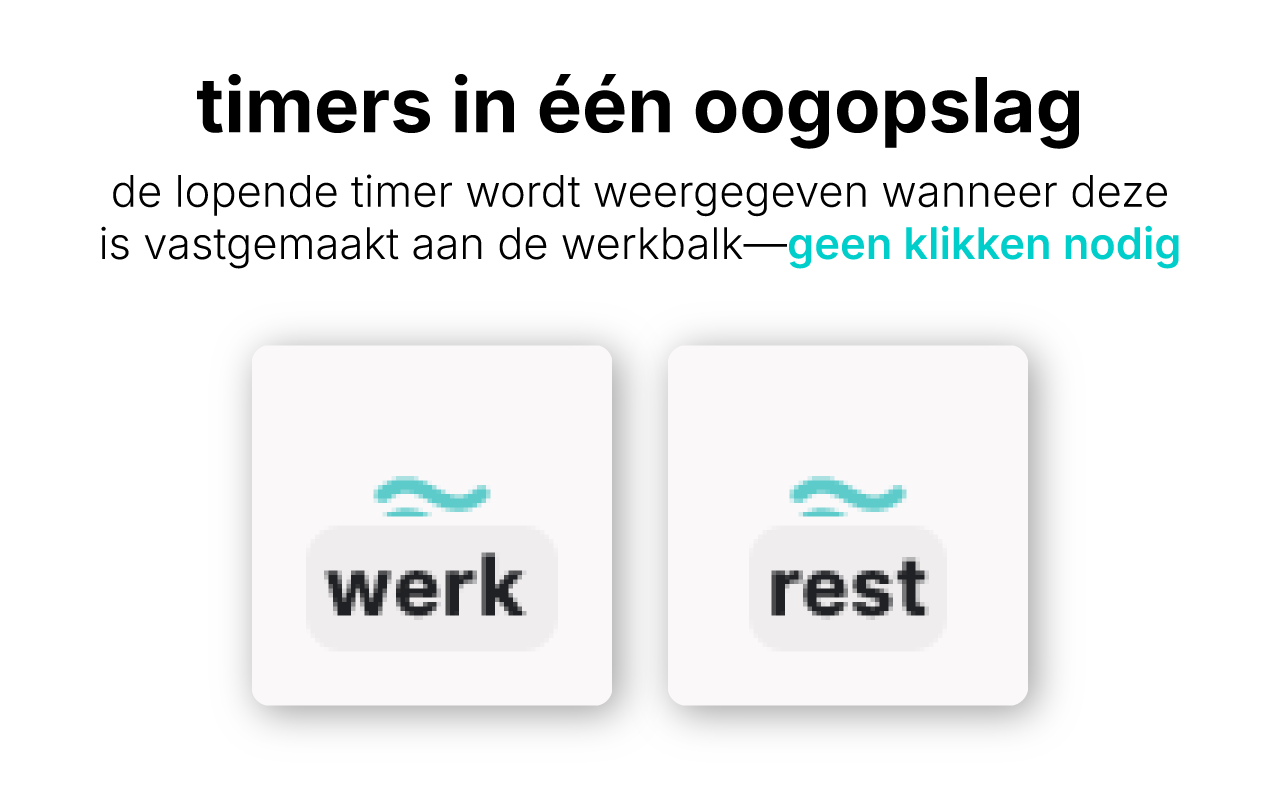 timers in één oogopslag
de lopende timer wordt weergegeven wanneer deze
is vastgemaakt aan de werkbalk—geen klikken nodig
werk
rest